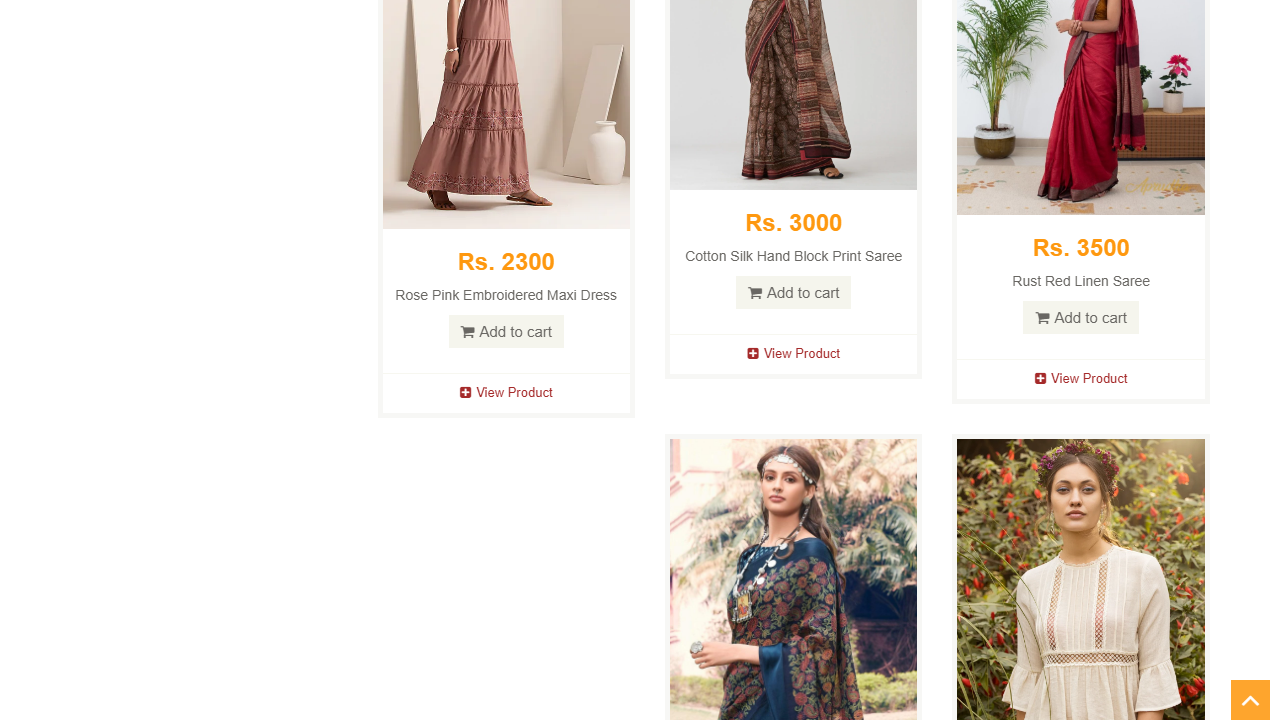 Rs. 2300
Rose Pink Embroidered Maxi Dress
Add to cart
View Product
Rs. 3000
Cotton Silk Hand Block Print Saree
Add to cart
View Product
Rs. 3500
Rust Red Linen Saree
Add to cart
View Product